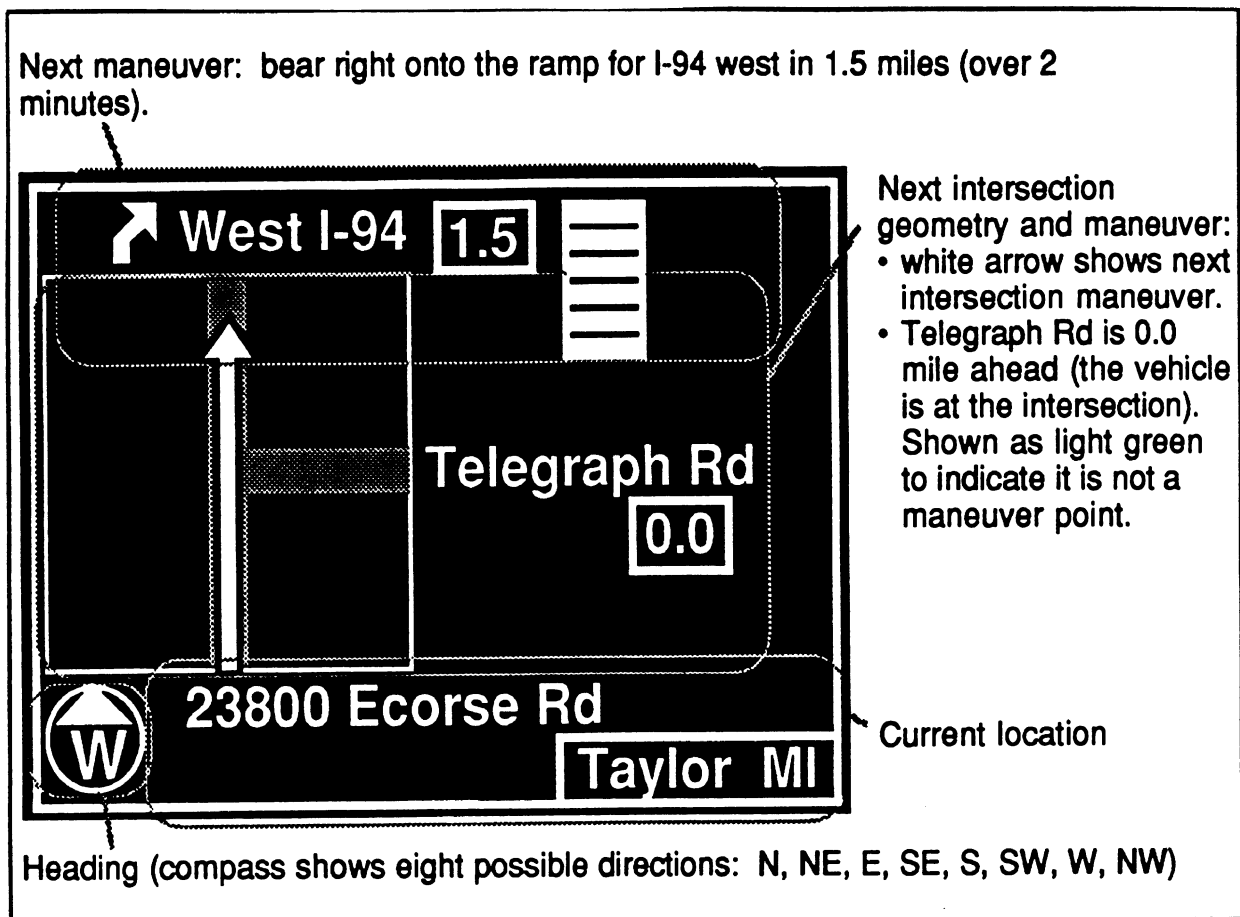 Next maneuver: bear right onto the ramp for I-94 west in 1.5 miles (over 2
minutes).
West I-94 1.5
Next intersection
geometry and maneuver:
• white arrow shows next
intersection maneuver.
• Telegraph Rd is 0.0
mile ahead (the vehicle
is at the intersection).
Shown as light green
to indicate it is not a
maneuver point.
Telegraph Rd
0.0
23800 Ecorse Rd
W
Taylor MI
Current location
Heading (compass shows eight possible directions: N, NE, E, SE, S, SW, W, NW)